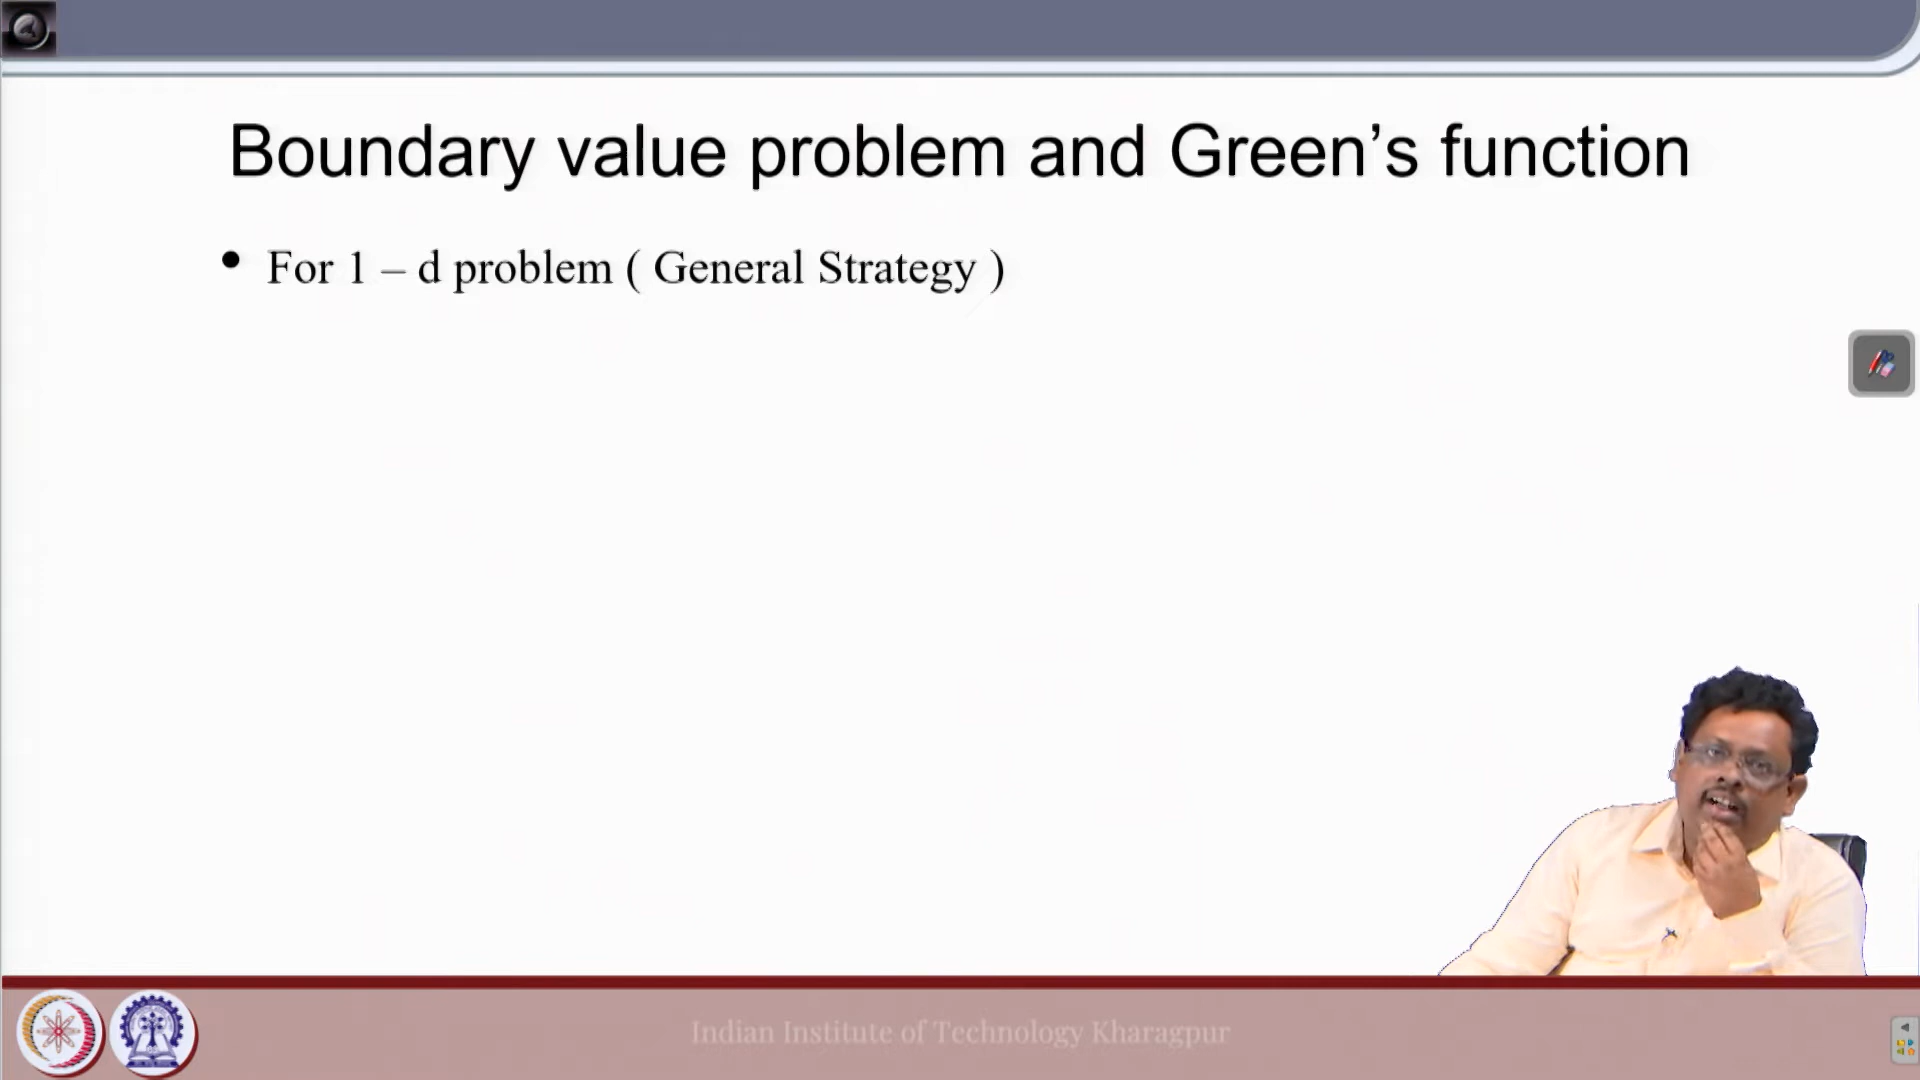 Boundary value problem and Green’s function
• For 1 – d problem ( General Strategy )
Indian Institute of Technology Kharagpur